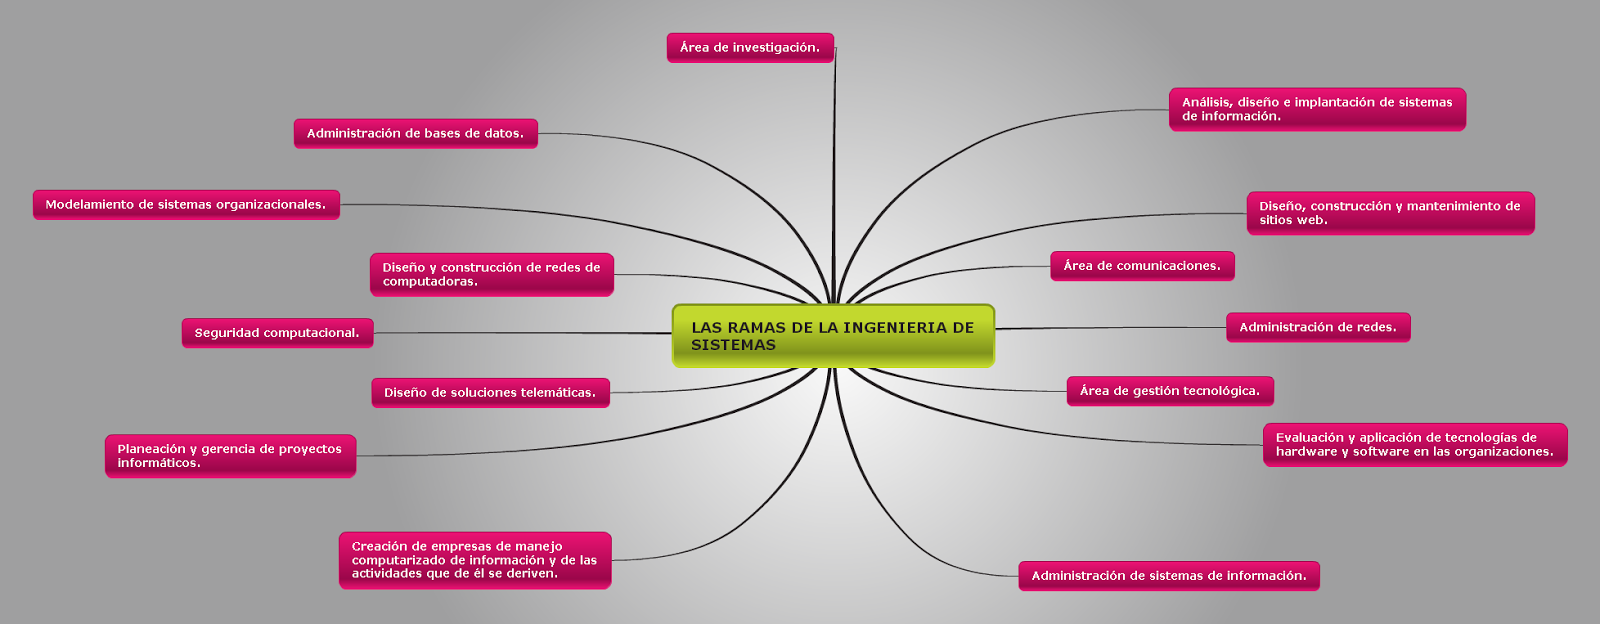 Área de investigación.
Análisis, diseño e implantación de sistemas
de información.
Administración de bases de datos.
Modelamiento de sistemas organizacionales.
Diseño, construcción y mantenimiento de
sitios web.
Diseño y construcción de redes de
computadoras.
Área de comunicaciones.
Seguridad computacional.
LAS RAMAS DE LA INGENIERIA DE
SISTEMAS
Administración de redes.
Diseño de soluciones telemáticas.
Área de gestión tecnológica.
Planeación y gerencia de proyectos
informáticos.
Evaluación y aplicación de tecnologías de
hardware y software en las organizaciones.
Creación de empresas de manejo
computarizado de información y de las
actividades que de él se deriven.
Administración de sistemas de información.